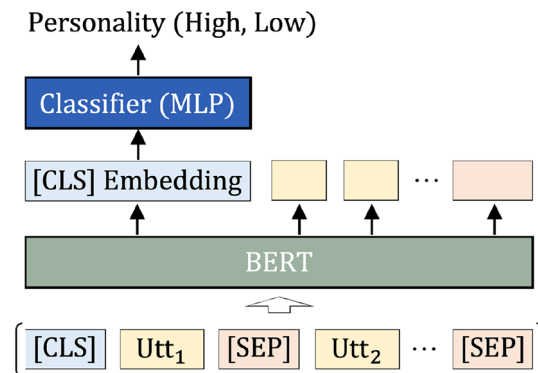 Personality (High, Low)
Classifier (MLP)
[CLS] Embedding ...
BERT
[CLS] Utt₁ [SEP] Utt₂ ... [SEP]